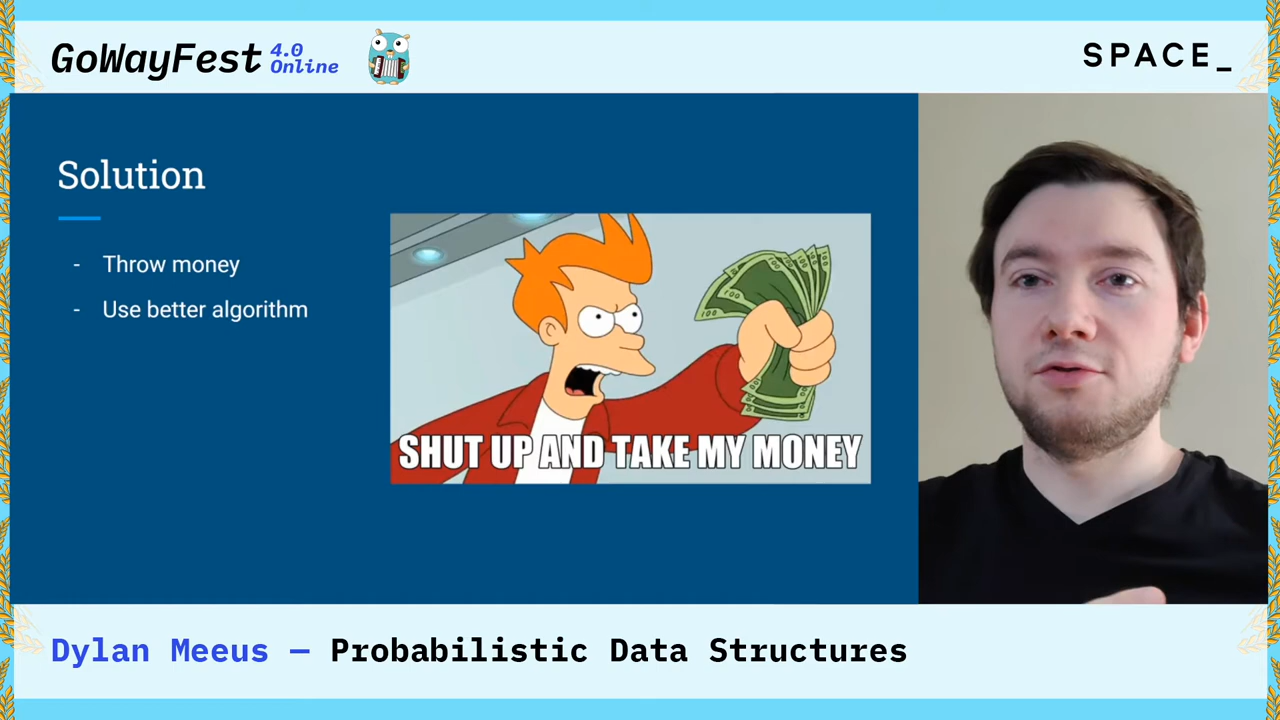 GoWayFest 4.0 Online
SPACE_
Solution
- Throw money
- Use better algorithm
SHUT UP AND TAKE MY MONEY
Dylan Meeus — Probabilistic Data Structures